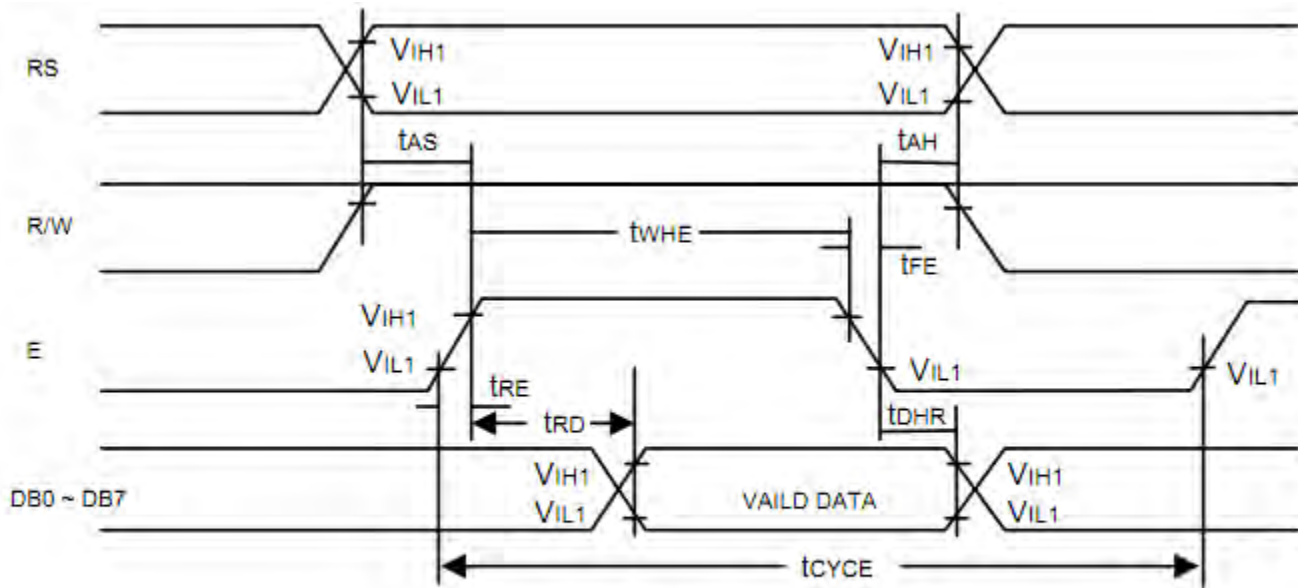 RS
VIH1
VIH1
VIL1
VIL1
tAS
tAH
R/W
tWHE
tFE
VIH1
E
VIL1
VIL1
VIL1
tRE
tRD
tDHR
VIH1
VIH1
DB0 ~ DB7
VAILD DATA
VIL1
VIL1
tCYCE